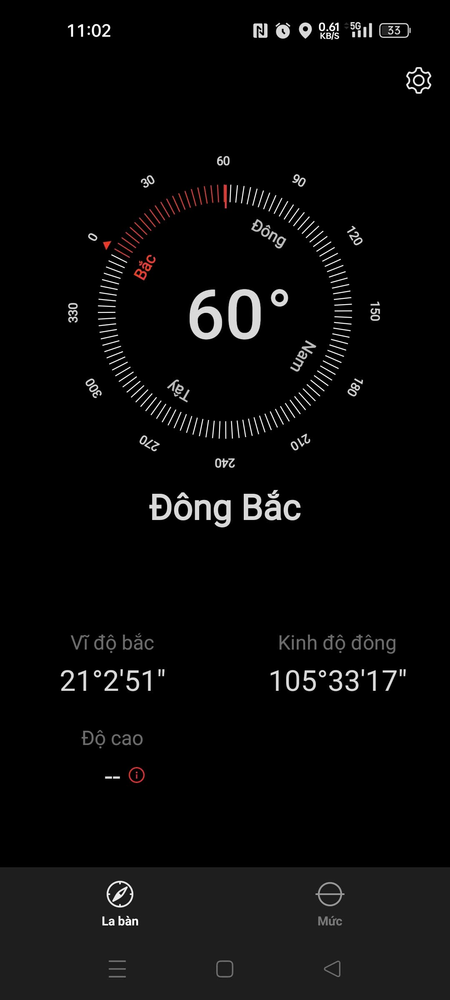 11:02
0.61
KB/S
5G
33
60
30
90
0
120
Đông
Bắc
60°
330
150
Nam
Tây
300
180
270
210
240
Đông Bắc
Vĩ độ bắc
Kinh độ đông
21°2'51"
105°33'17"
Độ cao
--
La bàn
Mức